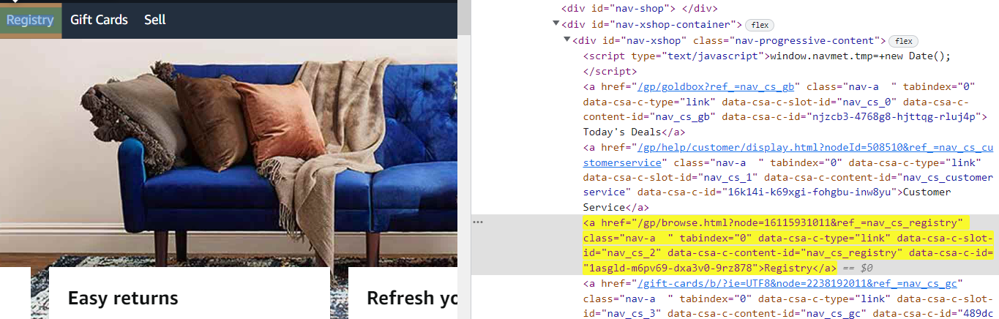 Registry Gift Cards Sell
Easy returns
Refresh yo
<div id="nav-shop"> </div>
<div id="nav-xshop-container"> flex
<div id="nav-xshop" class="nav-progressive-content"> flex
<script type="text/javascript">window.navmet.tmp=+new Date();
</script>
<a href="/gp/goldbox?ref_=nav_cs_gb" class="nav-a  " tabindex="0"
data-csa-c-type="link" data-csa-c-slot-id="nav_cs_0" data-csa-c-
content-id="nav_cs_gb" data-csa-c-id="njzcb3-4768g8-hjttqg-rluj4p">
Today's Deals</a>
<a href="/gp/help/customer/display.html?nodeId=508510&ref_=nav_cs_cu
stomerservice" class="nav-a  " tabindex="0" data-csa-c-type="link"
data-csa-c-slot-id="nav_cs_1" data-csa-c-content-id="nav_cs_customer
service" data-csa-c-id="16k14i-k69xgi-fohgbu-inw8yu">Customer
Service</a>
<a href="/gp/browse.html?node=16115931011&ref_=nav_cs_registry"
class="nav-a  " tabindex="0" data-csa-c-type="link" data-csa-c-slot-
id="nav_cs_2" data-csa-c-content-id="nav_cs_registry" data-csa-c-id=
"1asgld-m6pv69-dxa3v0-9rz878">Registry</a> == $0
<a href="/gift-cards/b/?ie=UTF8&node=2238192011&ref_=nav_cs_gc"
class="nav-a  " tabindex="0" data-csa-c-type="link" data-csa-c-slot-
id="nav_cs_3" data-csa-c-content-id="nav_cs_gc" data-csa-c-id="489dc